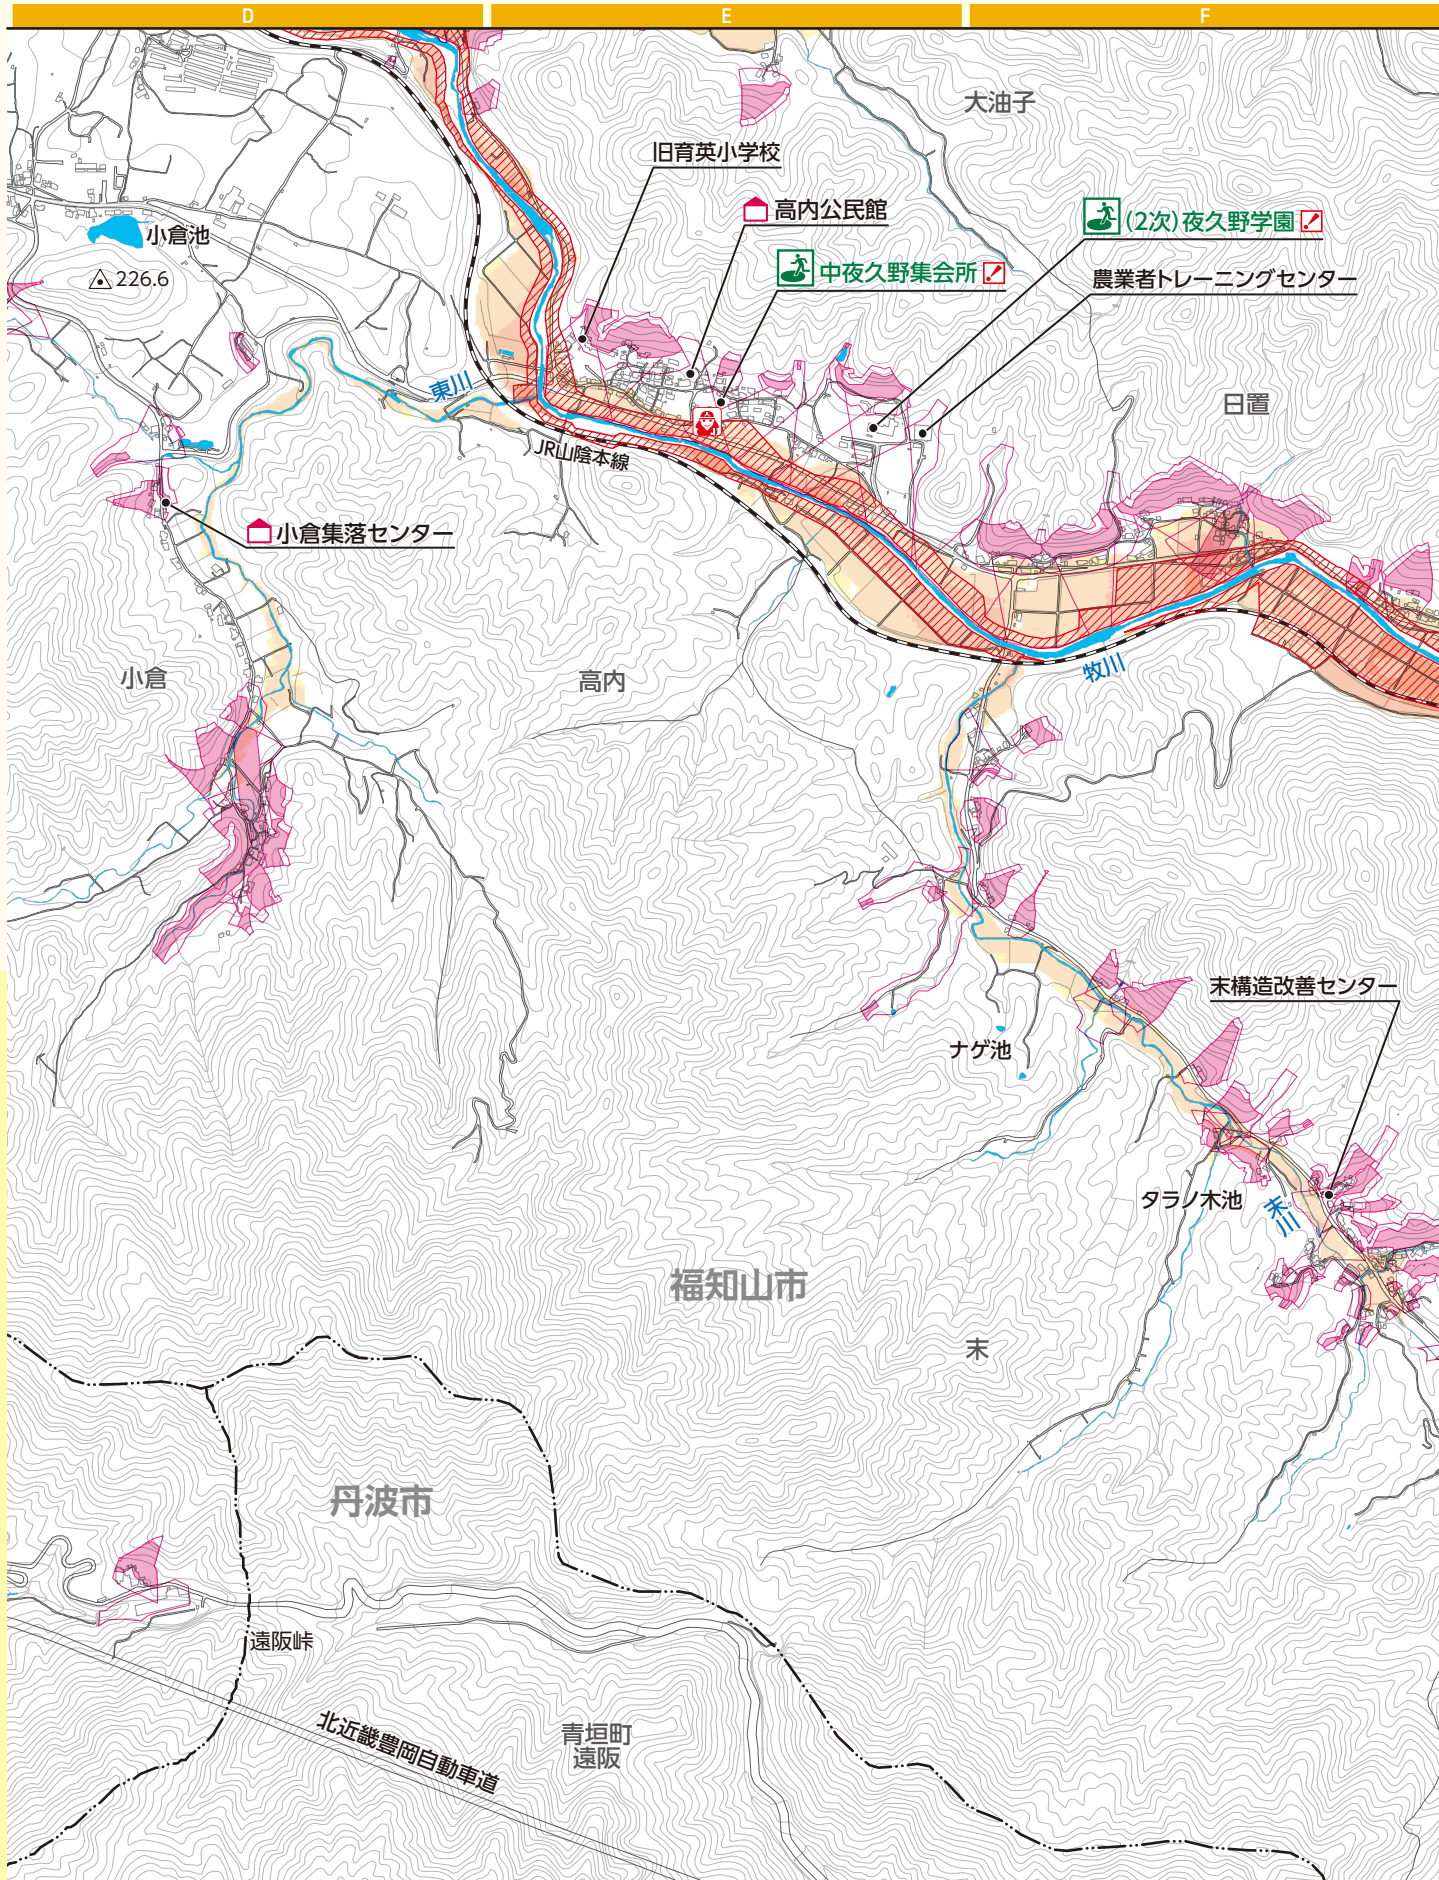 D
E
F
大油子
旧育英小学校
高内公民館
(2次)夜久野学園
小倉池
中夜久野集会所
226.6
農業者トレーニングセンター
東川
日置
JR山陰本線
小倉集落センター
牧川
小倉
高内
末構造改善センター
ナゲ池
タラノ木池
末川
福知山市
末
丹波市
遠阪峠
北近畿豊岡自動車道
青垣町
遠阪